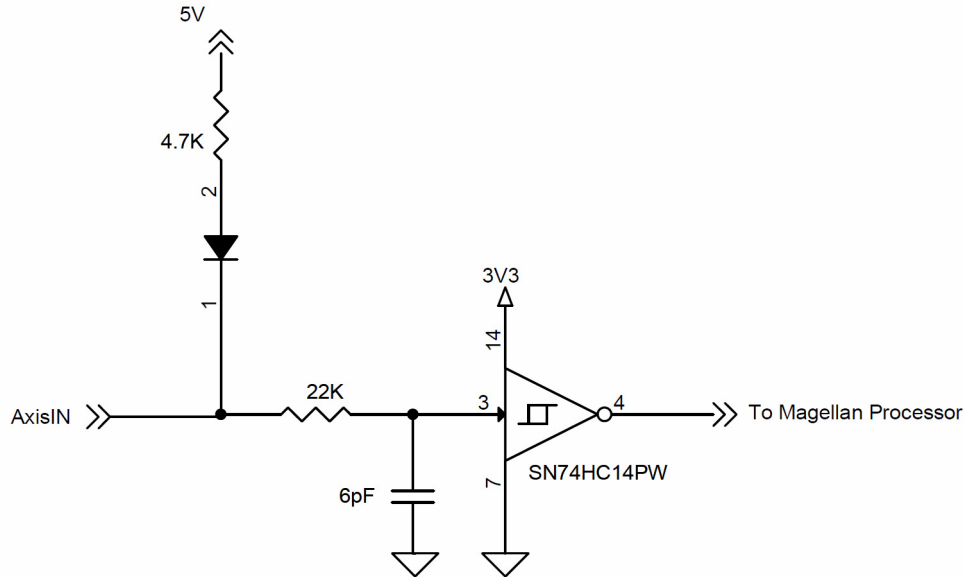 5V
4.7K
2
1
3V3
14
22K
AxisIN
3
4
To Magellan Processor
SN74HC14PW
7
6pF